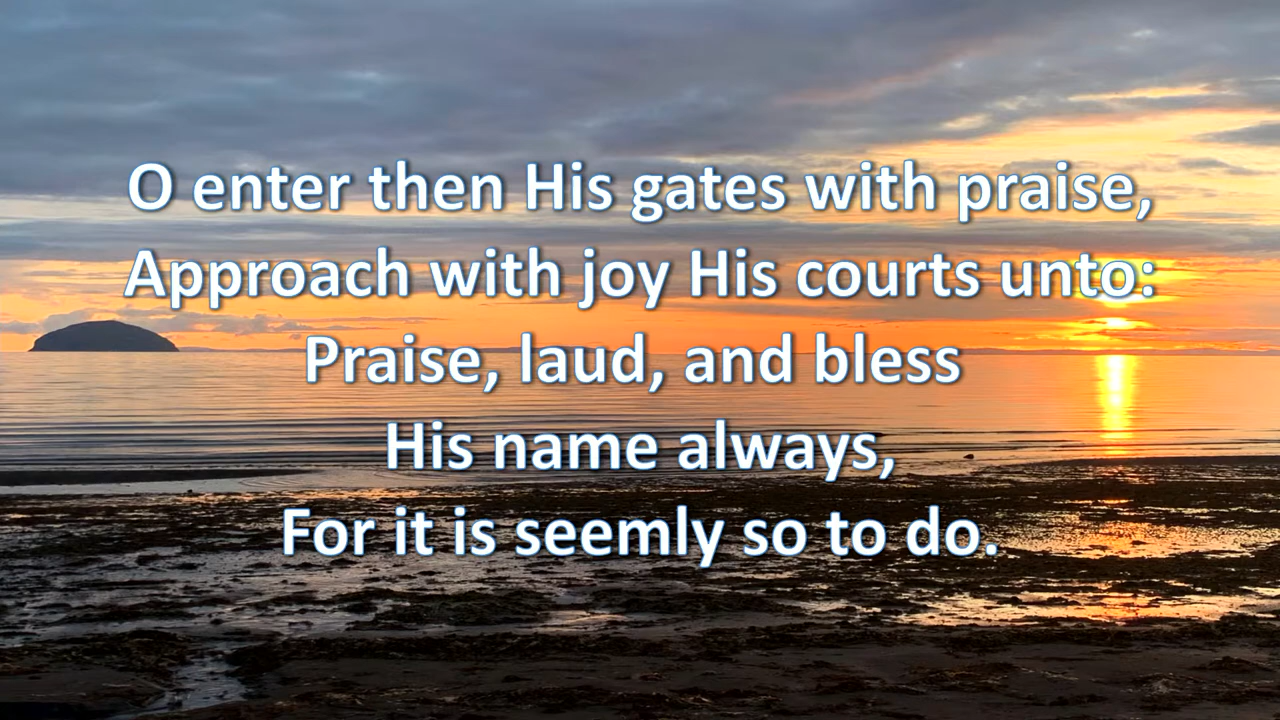 O enter then His gates with praise,
Approach with joy His courts unto:
Praise, laud, and bless
His name always,
For it is seemly so to do.